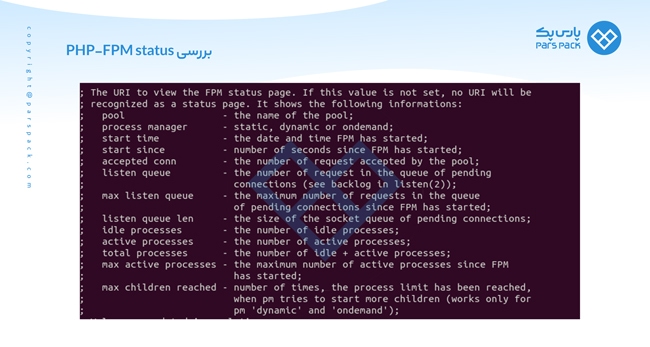 بررسی PHP-FPM status
پارس پک
PARS PACK
copyright@parspack.com
; The URI to view the FPM status page. If this value is not set, no URI will be
; recognized as a status page. It shows the following informations:
;   pool                 - the name of the pool;
;   process manager      - static, dynamic or ondemand;
;   start time           - the date and time FPM has started;
;   start since          - number of seconds since FPM has started;
;   accepted conn        - the number of request accepted by the pool;
;   listen queue         - the number of request in the queue of pending
;                          connections (see backlog in listen(2));
;   max listen queue     - the maximum number of requests in the queue
;                          of pending connections since FPM has started;
;   listen queue len     - the size of the socket queue of pending connections;
;   idle processes       - the number of idle processes;
;   active processes     - the number of active processes;
;   total processes      - the number of idle + active processes;
;   max active processes - the maximum number of active processes since FPM
;                          has started;
;   max children reached - number of times, the process limit has been reached,
;                          when pm tries to start more children (works only for
;                          pm 'dynamic' and 'ondemand');